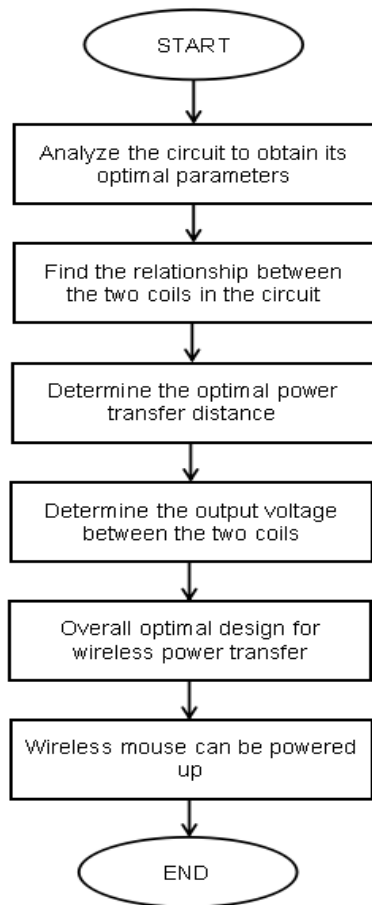 START
Analyze the circuit to obtain its
optimal parameters
Find the relationship between
the two coils in the circuit
Determine the optimal power
transfer distance
Determine the output voltage
between the two coils
Overall optimal design for
wireless power transfer
Wireless mouse can be powered
up
END